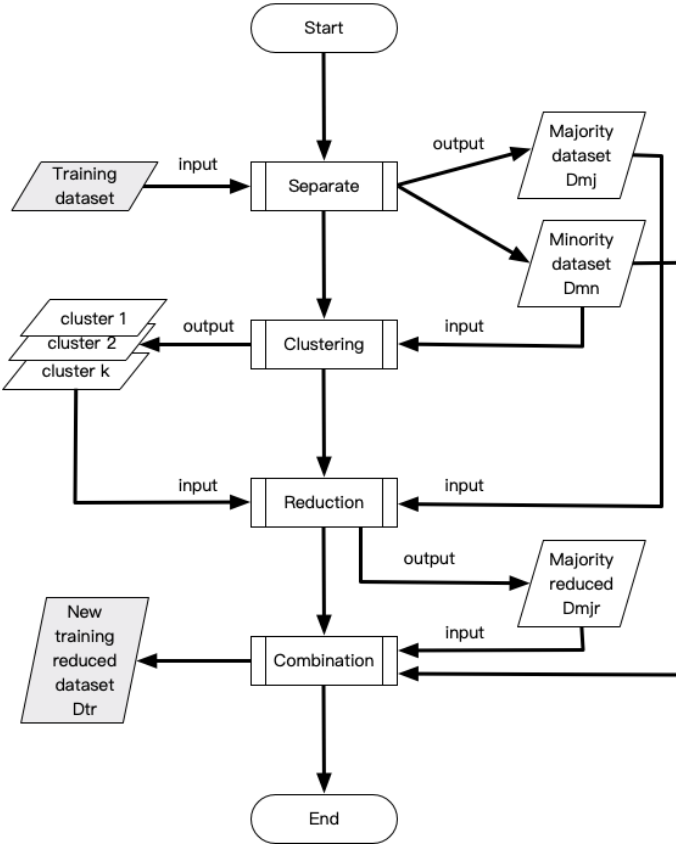 Start
output
Majority
dataset
Dmj
input
Training
dataset
Separate
Minority
dataset
Dmn
cluster 1
output
input
cluster 2
Clustering
cluster k
input
input
Reduction
output
Majority
reduced
Dmjr
New
training
reduced
dataset
Dtr
input
Combination
End